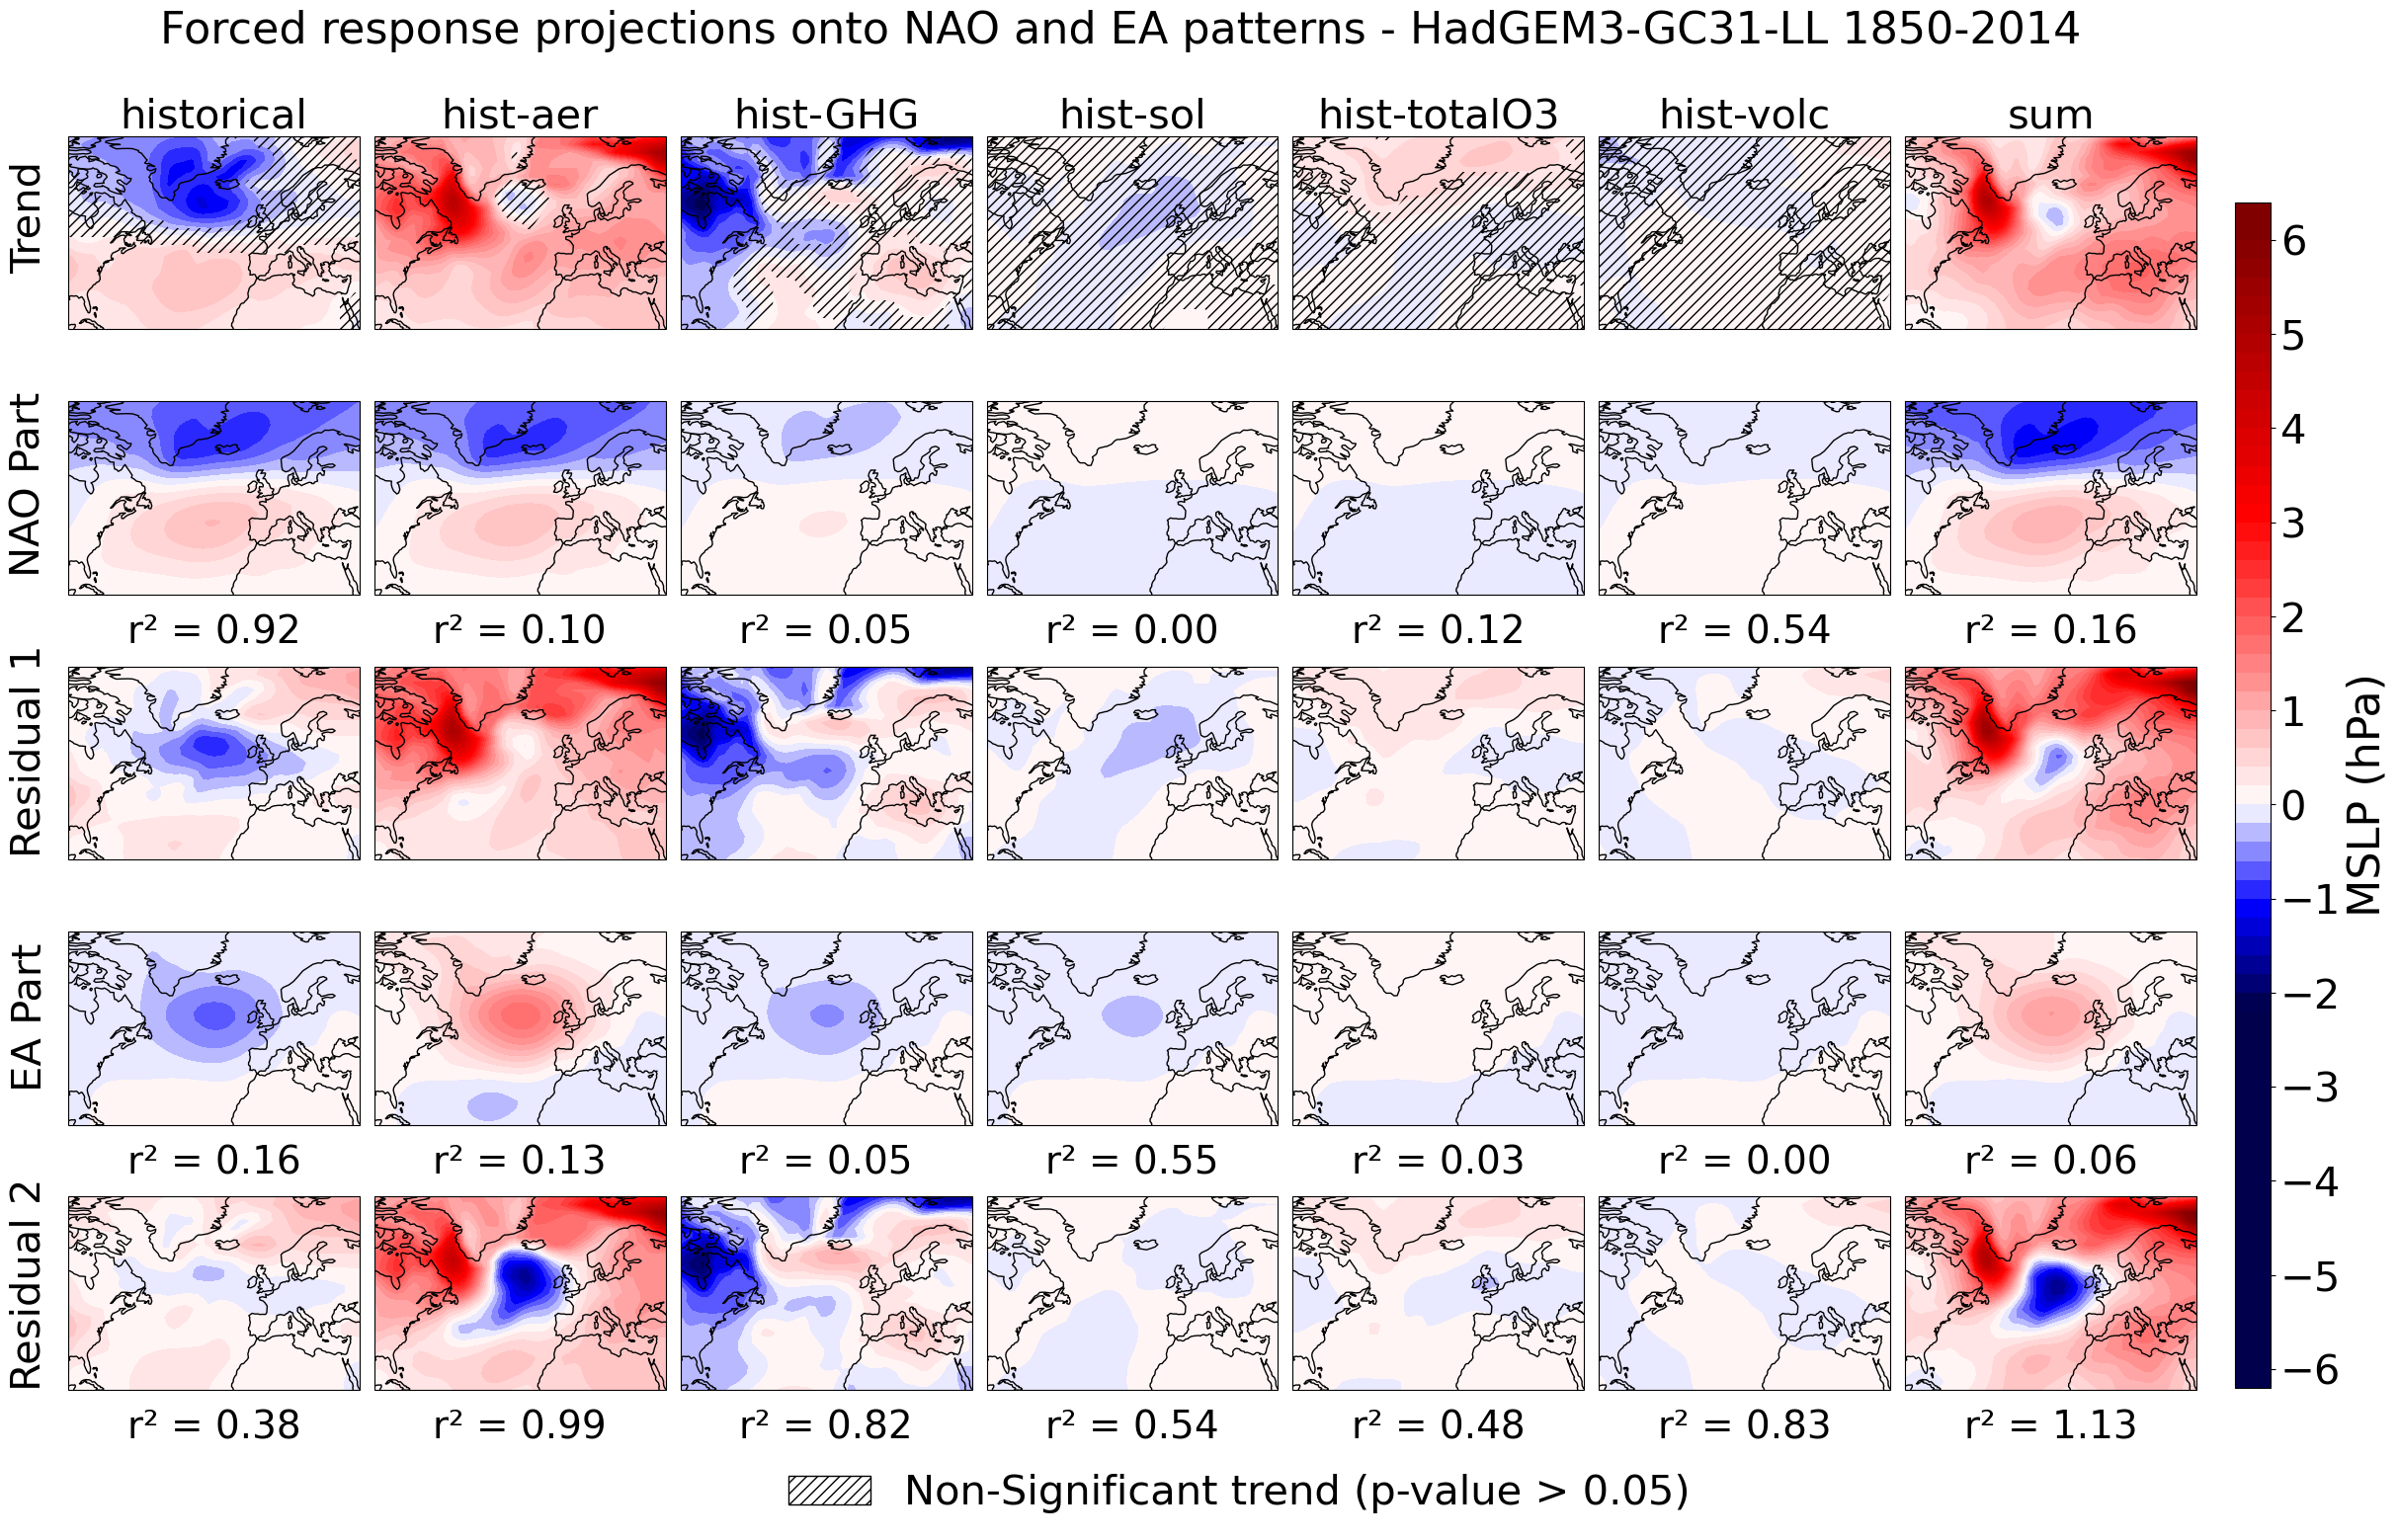 Forced response projections onto NAO and EA patterns - HadGEM3-GC31-LL 1850-2014
historical hist-aer hist-GHG hist-sol hist-totalO3 hist-volc sum
Trend
NAO Part
r² = 0.92 r² = 0.10 r² = 0.05 r² = 0.00 r² = 0.12 r² = 0.54 r² = 0.16
Residual 1
EA Part
r² = 0.16 r² = 0.13 r² = 0.05 r² = 0.55 r² = 0.03 r² = 0.00 r² = 0.06
Residual 2
r² = 0.38 r² = 0.99 r² = 0.82 r² = 0.54 r² = 0.48 r² = 0.83 r² = 1.13
6
5
4
3
2
1
0
−1
−2
−3
−4
−5
−6
MSLP (hPa)
Non-Significant trend (p-value > 0.05)